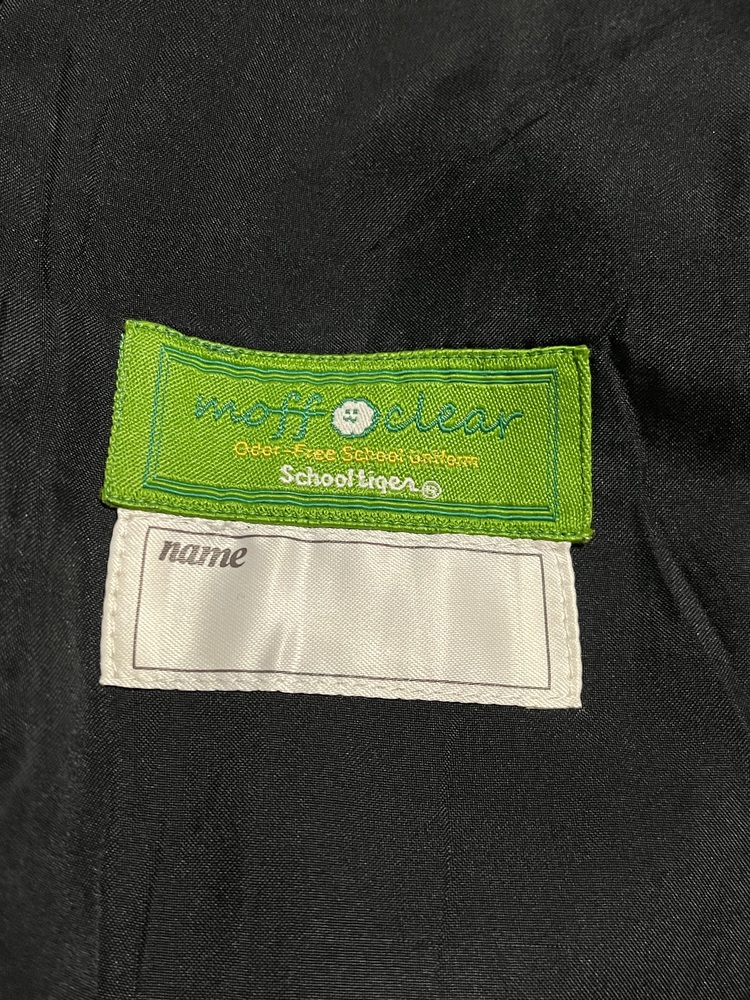 moff clear
Odor-Free School uniform
Schooltiger®
name